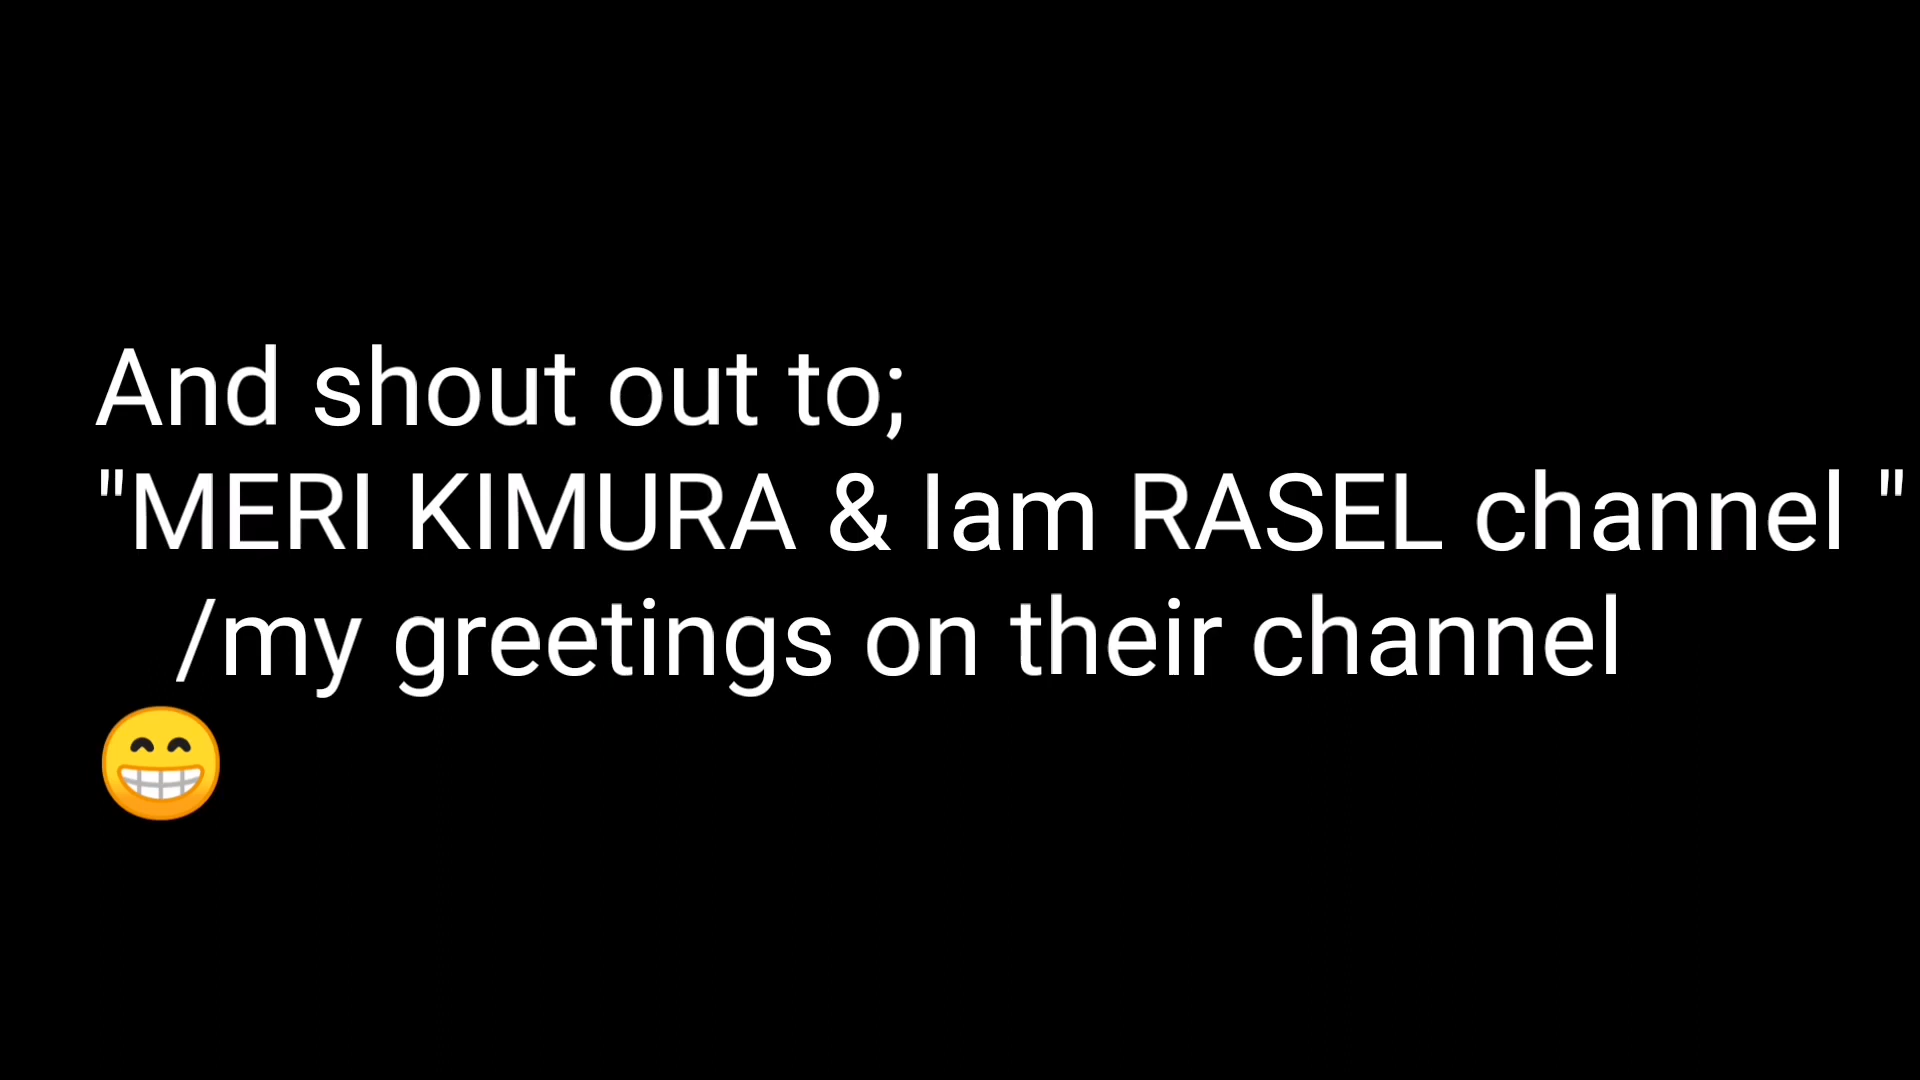 And shout out to;
"MERI KIMURA & Iam RASEL channel "
/my greetings on their channel
😁